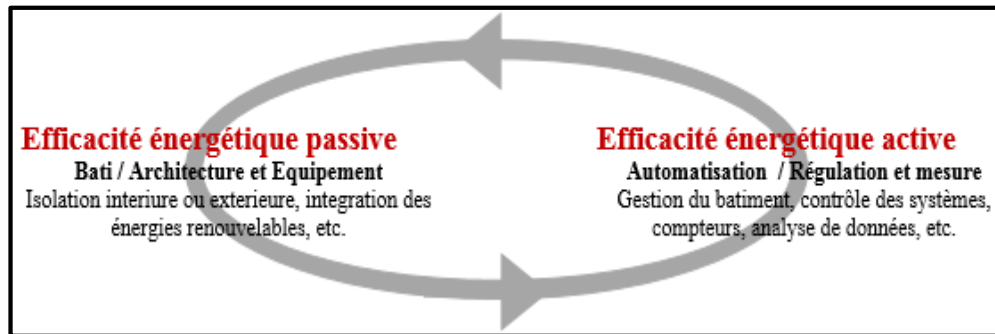 Efficacité énergétique passive
Bati / Architecture et Equipement
Isolation interiure ou exterieure, integration des
énergies renouvelables, etc.
Efficacité énergétique active
Automatisation / Régulation et mesure
Gestion du batiment, contrôle des systèmes,
compteurs, analyse de données, etc.